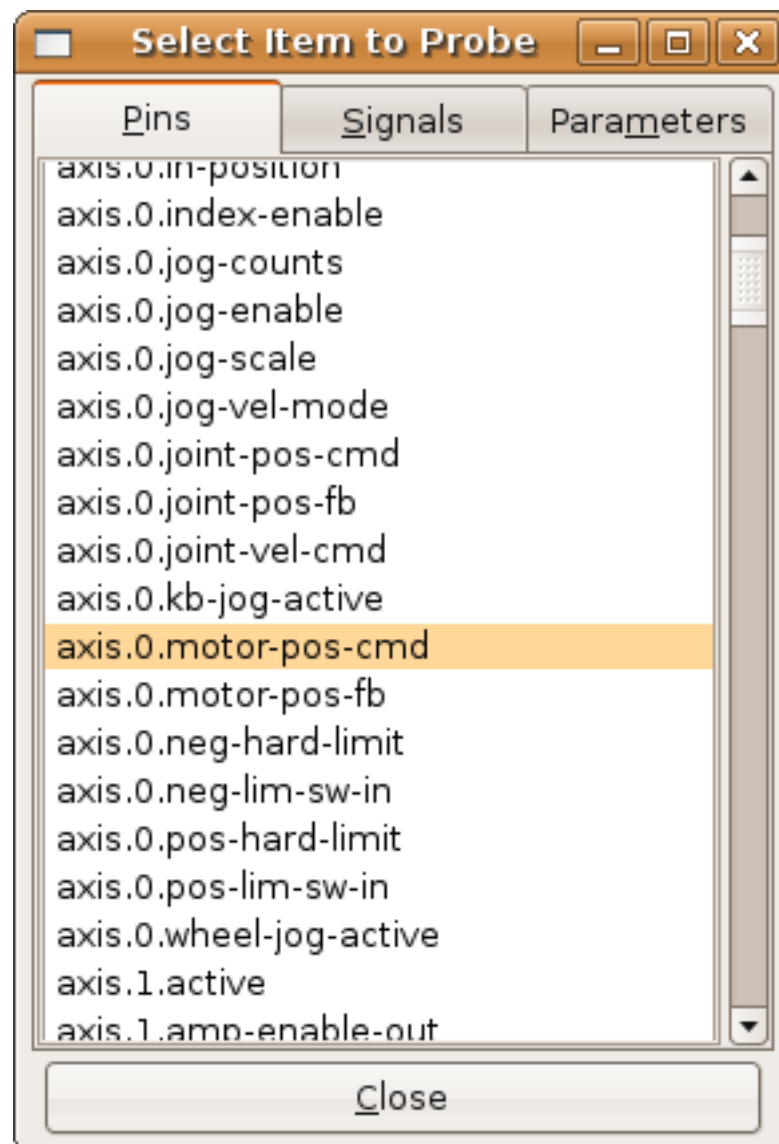 Select Item to Probe
Pins Signals Parameters
axis.0.in-position
axis.0.index-enable
axis.0.jog-counts
axis.0.jog-enable
axis.0.jog-scale
axis.0.jog-vel-mode
axis.0.joint-pos-cmd
axis.0.joint-pos-fb
axis.0.joint-vel-cmd
axis.0.kb-jog-active
axis.0.motor-pos-cmd
axis.0.motor-pos-fb
axis.0.neg-hard-limit
axis.0.neg-lim-sw-in
axis.0.pos-hard-limit
axis.0.pos-lim-sw-in
axis.0.wheel-jog-active
axis.1.active
axis.1.amp-enable-out
Close